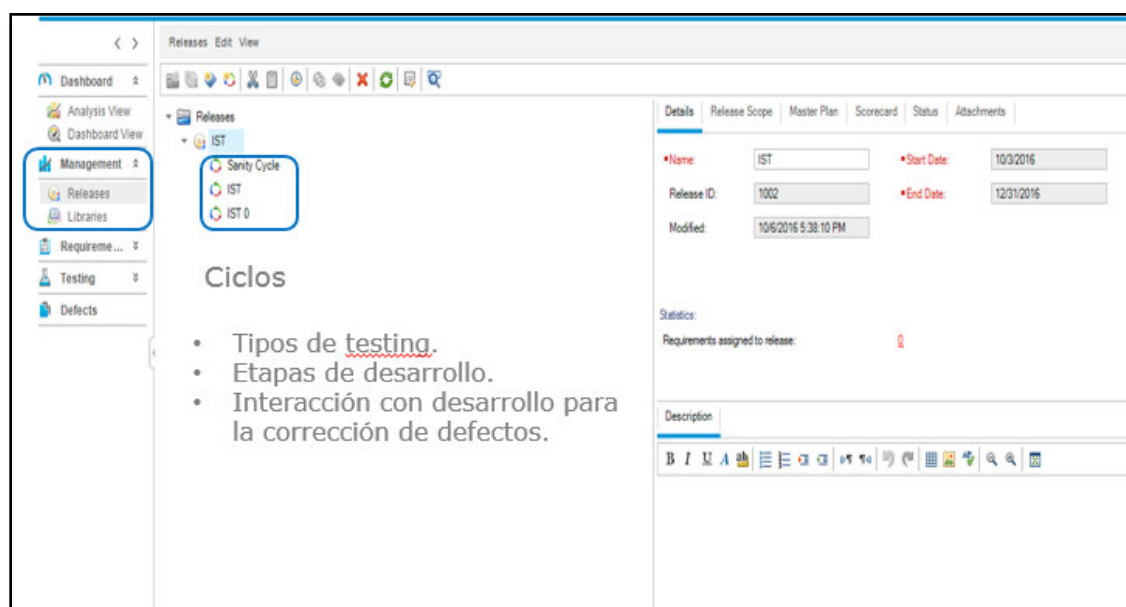 Releases Edit View
Dashboard
Analysis View
Dashboard View
Management
Releases
Libraries
Requireme...
Testing
Defects
Releases
IST
Sanity Cycle
IST
IST 0
Ciclos
• Tipos de testing.
• Etapas de desarrollo.
• Interacción con desarrollo para
la corrección de defectos.
Details Release Scope Master Plan Scorecard Status Attachments
•Name: IST •Start Date: 10/3/2016
Release ID: 1002 •End Date: 12/31/2016
Modified: 10/6/2016 5:38:10 PM
Statistics:
Requirements assigned to release: 0
Description
B I U A ab